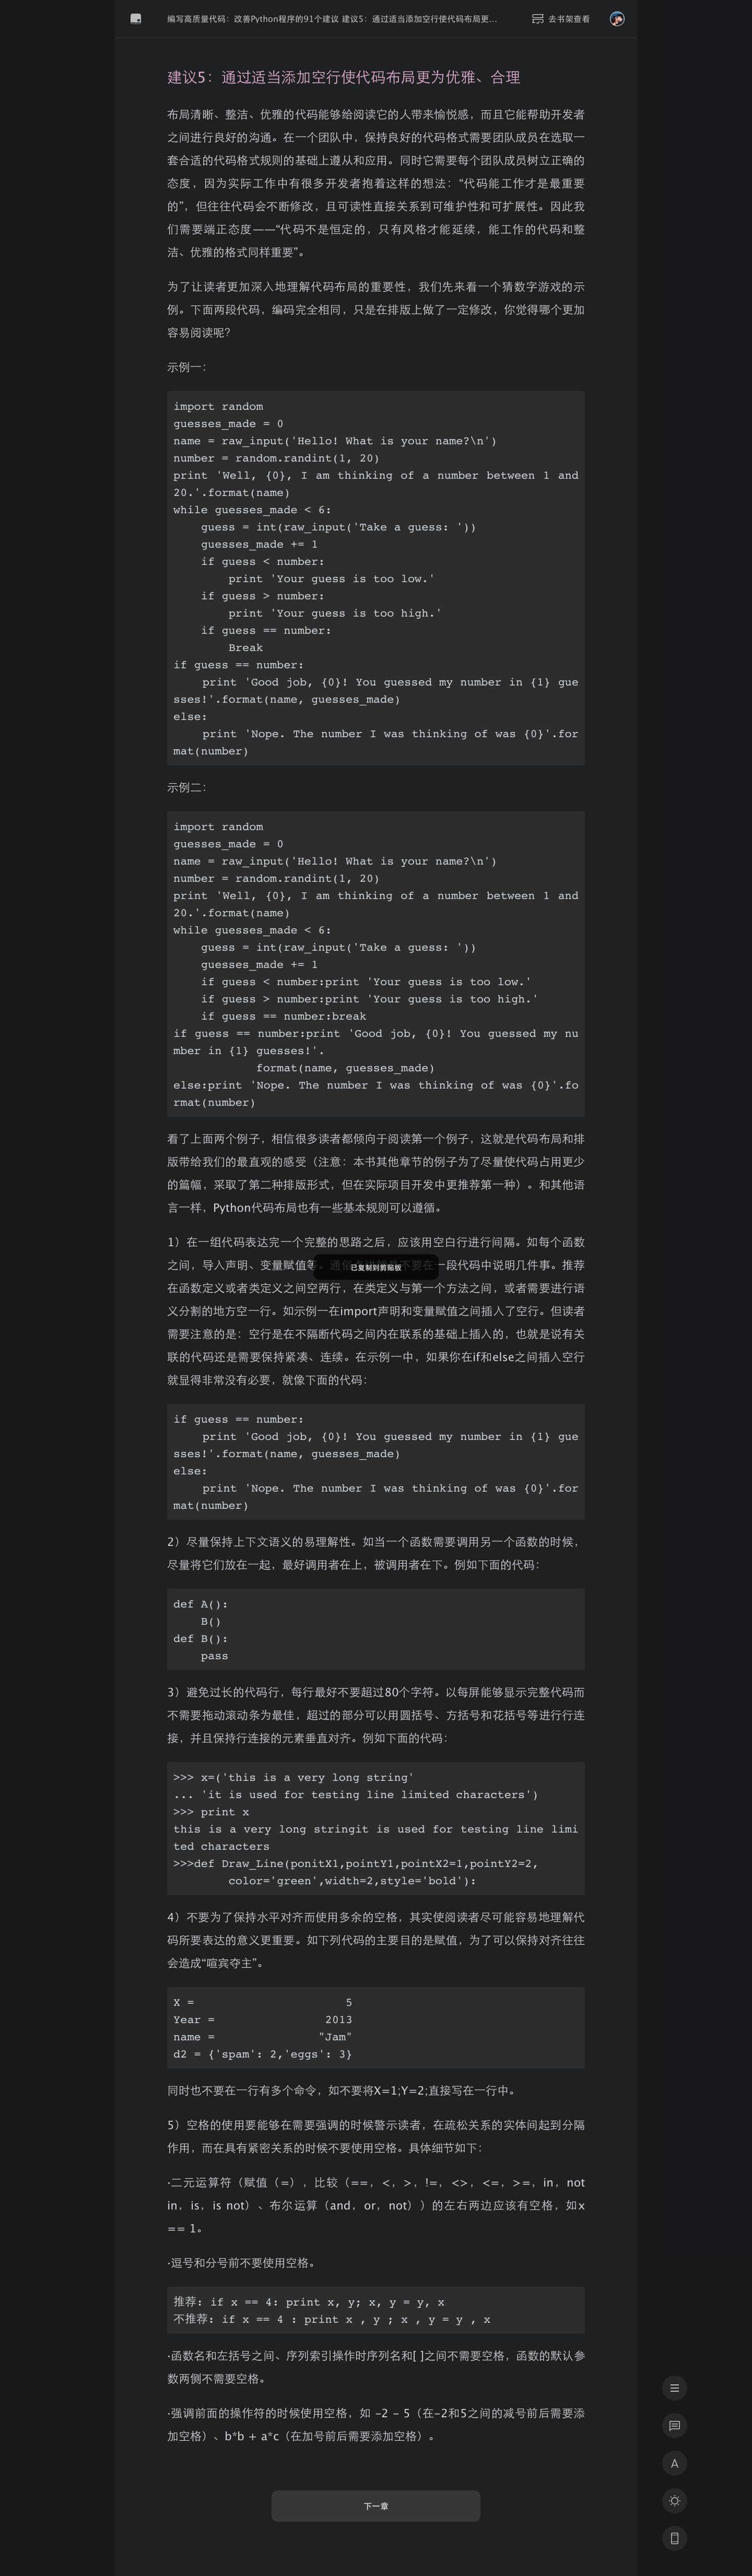 编写高质量代码：改善Python程序的91个建议 建议5：通过适当添加空行使代码布局更…
去书架查看
建议5：通过适当添加空行使代码布局更为优雅、合理
布局清晰、整洁、优雅的代码能够给阅读它的人带来愉悦感，而且它能帮助开发者
之间进行良好的沟通。在一个团队中，保持良好的代码格式需要团队成员在选取一
套合适的代码格式规则的基础上遵从和应用。同时它需要每个团队成员树立正确的
态度，因为实际工作中有很多开发者抱着这样的想法：“代码能工作才是最重要
的”，但往往代码会不断修改，且可读性直接关系到可维护性和可扩展性。因此我
们需要端正态度——“代码不是恒定的，只有风格才能延续，能工作的代码和整
洁、优雅的格式同样重要”。
为了让读者更加深入地理解代码布局的重要性，我们先来看一个猜数字游戏的示
例。下面两段代码，编码完全相同，只是在排版上做了一定修改，你觉得哪个更加
容易阅读呢？
示例一：
import random
guesses_made = 0
name = raw_input('Hello! What is your name?\n')
number = random.randint(1, 20)
print 'Well, {0}, I am thinking of a number between 1 and
20.'.format(name)
while guesses_made < 6:
    guess = int(raw_input('Take a guess: '))
    guesses_made += 1
    if guess < number:
        print 'Your guess is too low.'
    if guess > number:
        print 'Your guess is too high.'
    if guess == number:
        Break
if guess == number:
    print 'Good job, {0}! You guessed my number in {1} gue
sses!'.format(name, guesses_made)
else:
    print 'Nope. The number I was thinking of was {0}'.for
mat(number)
示例二：
import random
guesses_made = 0
name = raw_input('Hello! What is your name?\n')
number = random.randint(1, 20)
print 'Well, {0}, I am thinking of a number between 1 and
20.'.format(name)
while guesses_made < 6:
    guess = int(raw_input('Take a guess: '))
    guesses_made += 1
    if guess < number:print 'Your guess is too low.'
    if guess > number:print 'Your guess is too high.'
    if guess == number:break
if guess == number:print 'Good job, {0}! You guessed my nu
mber in {1} guesses!'.
            format(name, guesses_made)
else:print 'Nope. The number I was thinking of was {0}'.fo
rmat(number)
看了上面两个例子，相信很多读者都倾向于阅读第一个例子，这就是代码布局和排
版带给我们的最直观的感受（注意：本书其他章节的例子为了尽量使代码占用更少
的篇幅，采取了第二种排版形式，但在实际项目开发中更推荐第一种）。和其他语
言一样，Python代码布局也有一些基本规则可以遵循。
1）在一组代码表达完一个完整的思路之后，应该用空白行进行间隔。如每个函数
之间，导入声明、变量赋值等。通俗点讲就是不要在一段代码中说明几件事。推荐
已复制到剪贴板
在函数定义或者类定义之间空两行，在类定义与第一个方法之间，或者需要进行语
义分割的地方空一行。如示例一在import声明和变量赋值之间插入了空行。但读者
需要注意的是：空行是在不隔断代码之间内在联系的基础上插入的，也就是说有关
联的代码还是需要保持紧凑、连续。在示例一中，如果你在if和else之间插入空行
就显得非常没有必要，就像下面的代码：
if guess == number:
    print 'Good job, {0}! You guessed my number in {1} gue
sses!'.format(name, guesses_made)
else:
    print 'Nope. The number I was thinking of was {0}'.for
mat(number)
2）尽量保持上下文语义的易理解性。如当一个函数需要调用另一个函数的时候，
尽量将它们放在一起，最好调用者在上，被调用者在下。例如下面的代码：
def A():
    B()
def B():
    pass
3）避免过长的代码行，每行最好不要超过80个字符。以每屏能够显示完整代码而
不需要拖动滚动条为最佳，超过的部分可以用圆括号、方括号和花括号等进行行连
接，并且保持行连接的元素垂直对齐。例如下面的代码：
>>> x=('this is a very long string'
... 'it is used for testing line limited characters')
>>> print x
this is a very long stringit is used for testing line limi
ted characters
>>>def Draw_Line(ponitX1,pointY1,pointX2=1,pointY2=2,
        color='green',width=2,style='bold'):
4）不要为了保持水平对齐而使用多余的空格，其实使阅读者尽可能容易地理解代
码所要表达的意义更重要。如下列代码的主要目的是赋值，为了可以保持对齐往往
会造成“喧宾夺主”。
X =                      5
Year =                2013
name =               "Jam"
d2 = {'spam': 2,'eggs': 3}
同时也不要在一行有多个命令，如不要将X=1;Y=2;直接写在一行中。
5）空格的使用要能够在需要强调的时候警示读者，在疏松关系的实体间起到分隔
作用，而在具有紧密关系的时候不要使用空格。具体细节如下：
·二元运算符（赋值（=），比较（==，<，>，!=，<>，<=，>=，in，not
in，is，is not）、布尔运算（and，or，not））的左右两边应该有空格，如x
== 1。
·逗号和分号前不要使用空格。
推荐: if x == 4: print x, y; x, y = y, x
不推荐: if x == 4 : print x , y ; x , y = y , x
·函数名和左括号之间、序列索引操作时序列名和[ ]之间不需要空格，函数的默认参
数两侧不需要空格。
·强调前面的操作符的时候使用空格，如 -2 - 5（在-2和5之间的减号前后需要添
加空格）、b*b + a*c（在加号前后需要添加空格）。
A
下一章